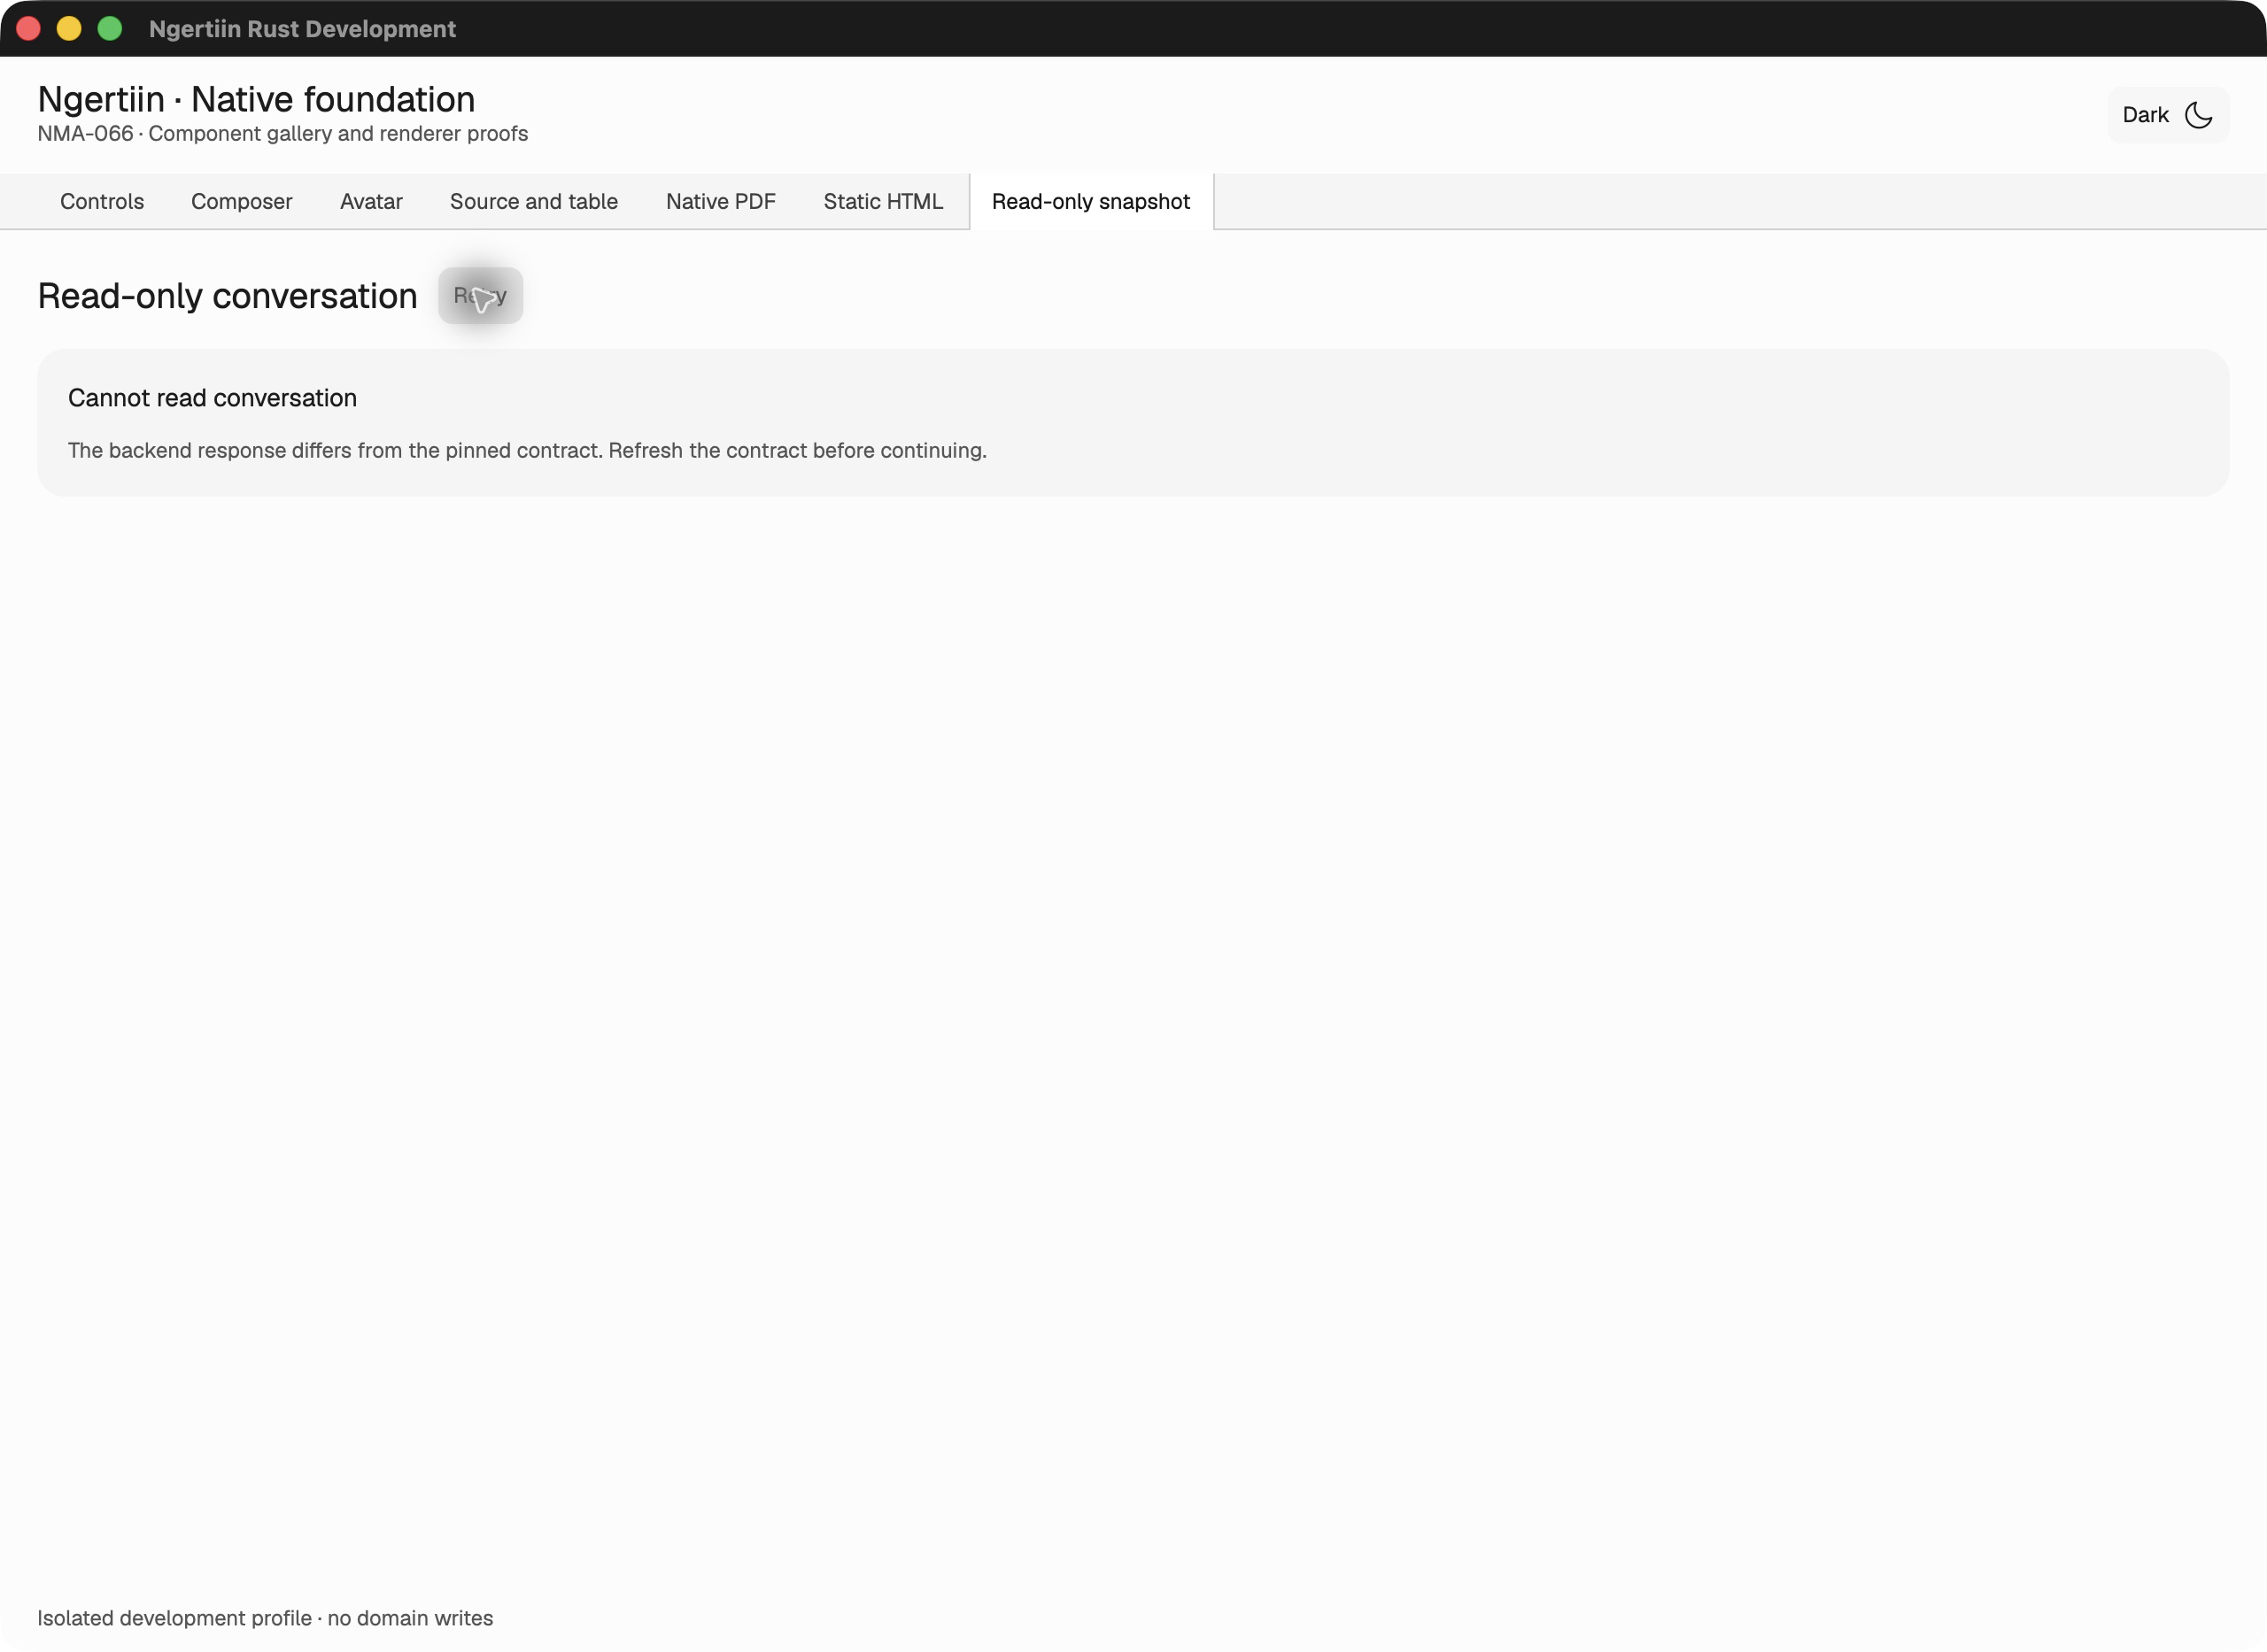 Ngertiin Rust Development
Ngertiin · Native foundation
NMA-066 · Component gallery and renderer proofs
Dark
Controls Composer Avatar Source and table Native PDF Static HTML Read-only snapshot
Read-only conversation Retry
Cannot read conversation
The backend response differs from the pinned contract. Refresh the contract before continuing.
Isolated development profile · no domain writes